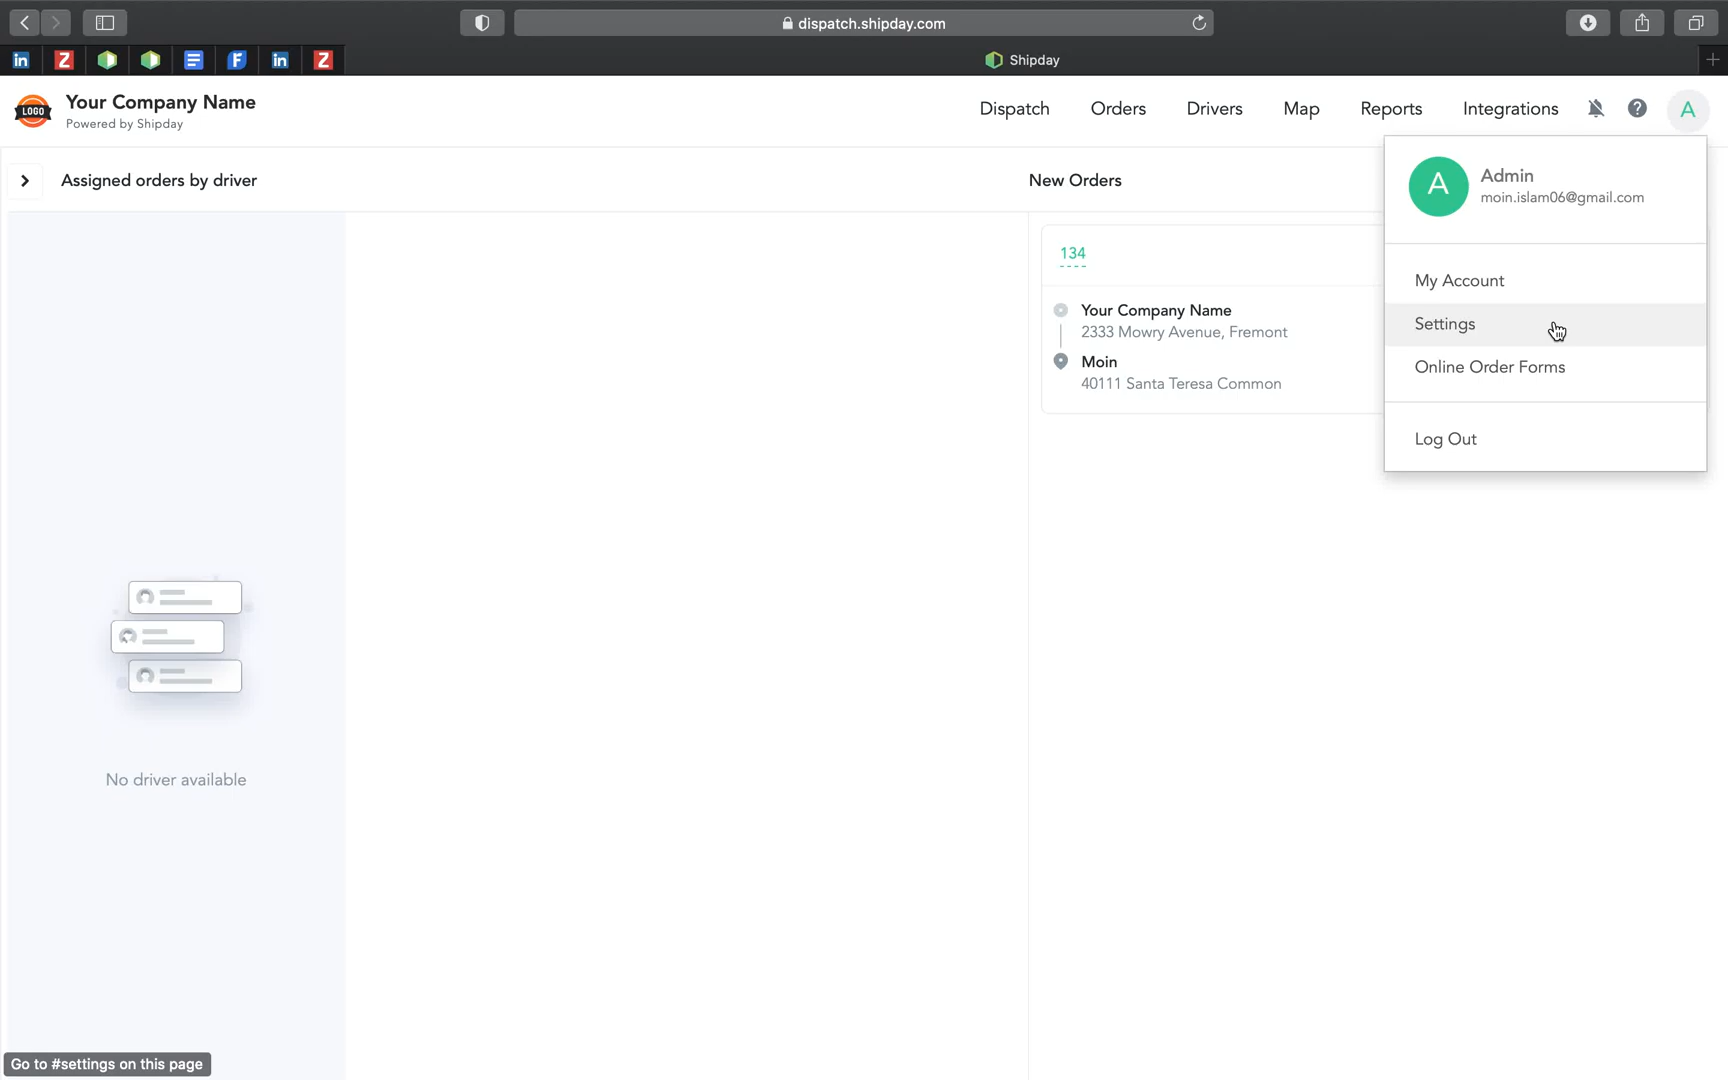 dispatch.shipday.com
in Z F in Z
Shipday
LOGO
Your Company Name
Powered by Shipday
Dispatch Orders Drivers Map Reports Integrations ? A
Assigned orders by driver
New Orders
A
Admin
moin.islam06@gmail.com
134
Your Company Name
2333 Mowry Avenue, Fremont
Moin
40111 Santa Teresa Common
My Account
Settings
Online Order Forms
Log Out
No driver available
Go to #settings on this page